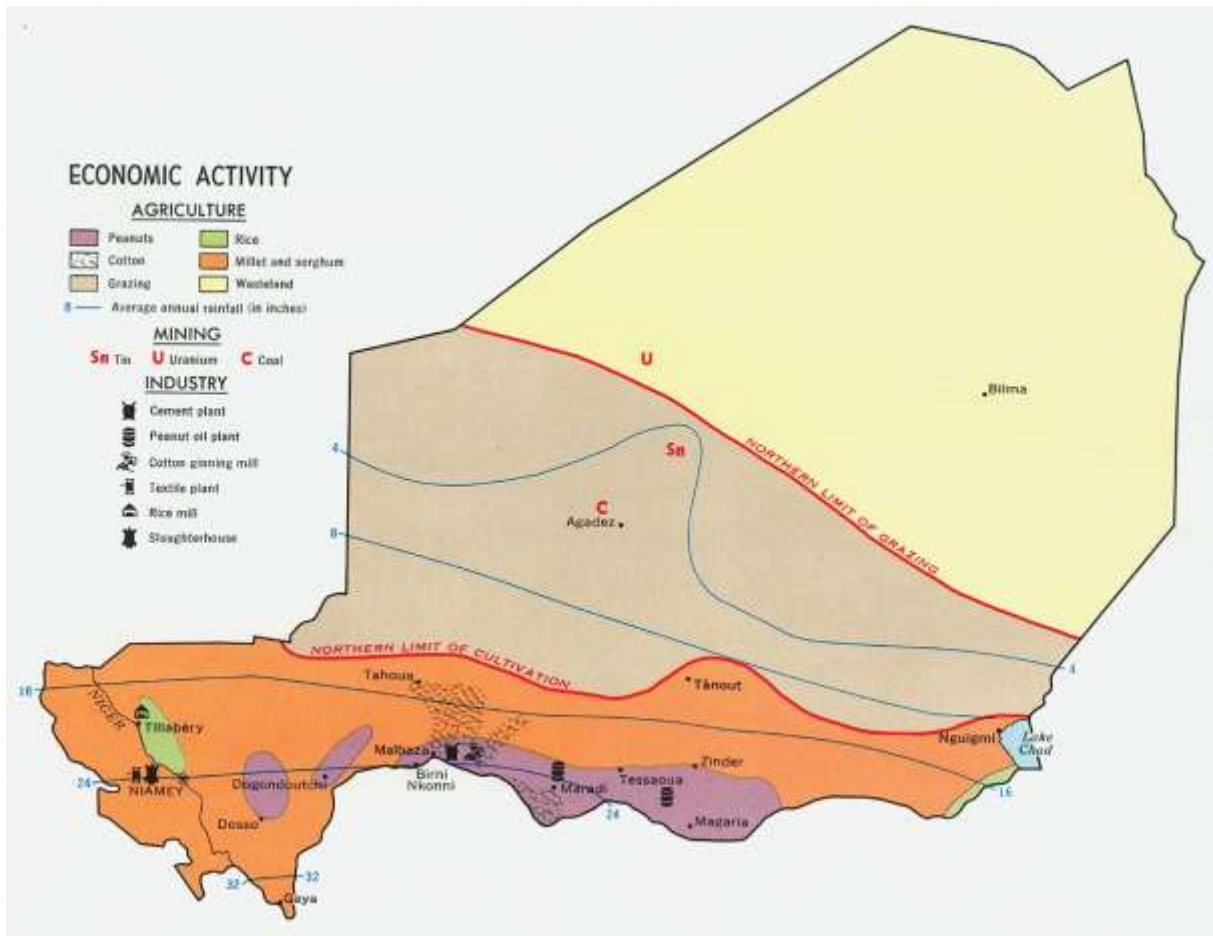 ECONOMIC ACTIVITY
AGRICULTURE
Peanuts
Rice
Cotton
Millet and sorghum
Grazing
Wasteland
8 Average annual rainfall (in inches)
MINING
Sn Tin U Uranium C Coal
INDUSTRY
Cement plant
Peanut oil plant
Cotton ginning mill
Textile plant
Rice mill
Slaughterhouse
U
Bilma
4
Sn
NORTHERN LIMIT OF GRAZING
C
Agadez
8
NORTHERN LIMIT OF CULTIVATION
4
Tahoua
Tânout
16
NIGER
Tillabéry
Nguigmi
Lake
Chad
Malbaza
Zinder
Birni
Nkonni
Tessaoua
24
NIAMEY
Dogondoutchi
Maradi
16
24
Dosso
Magaria
32
32
Gaya